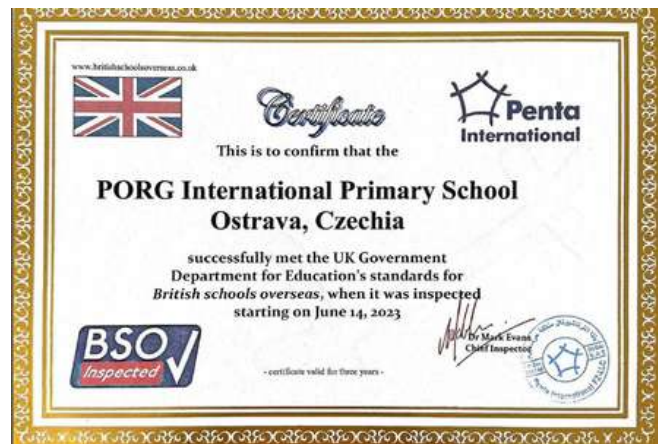 www.britishschoolsoverseas.co.uk
Certificate
Penta
International
This is to confirm that the
PORG International Primary School
Ostrava, Czechia
successfully met the UK Government
Department for Education's standards for
British schools overseas, when it was inspected
starting on June 14, 2023
Dr Mark Evans
Chief Inspector
BSO
Inspected
- certificate valid for three years -
Penta International